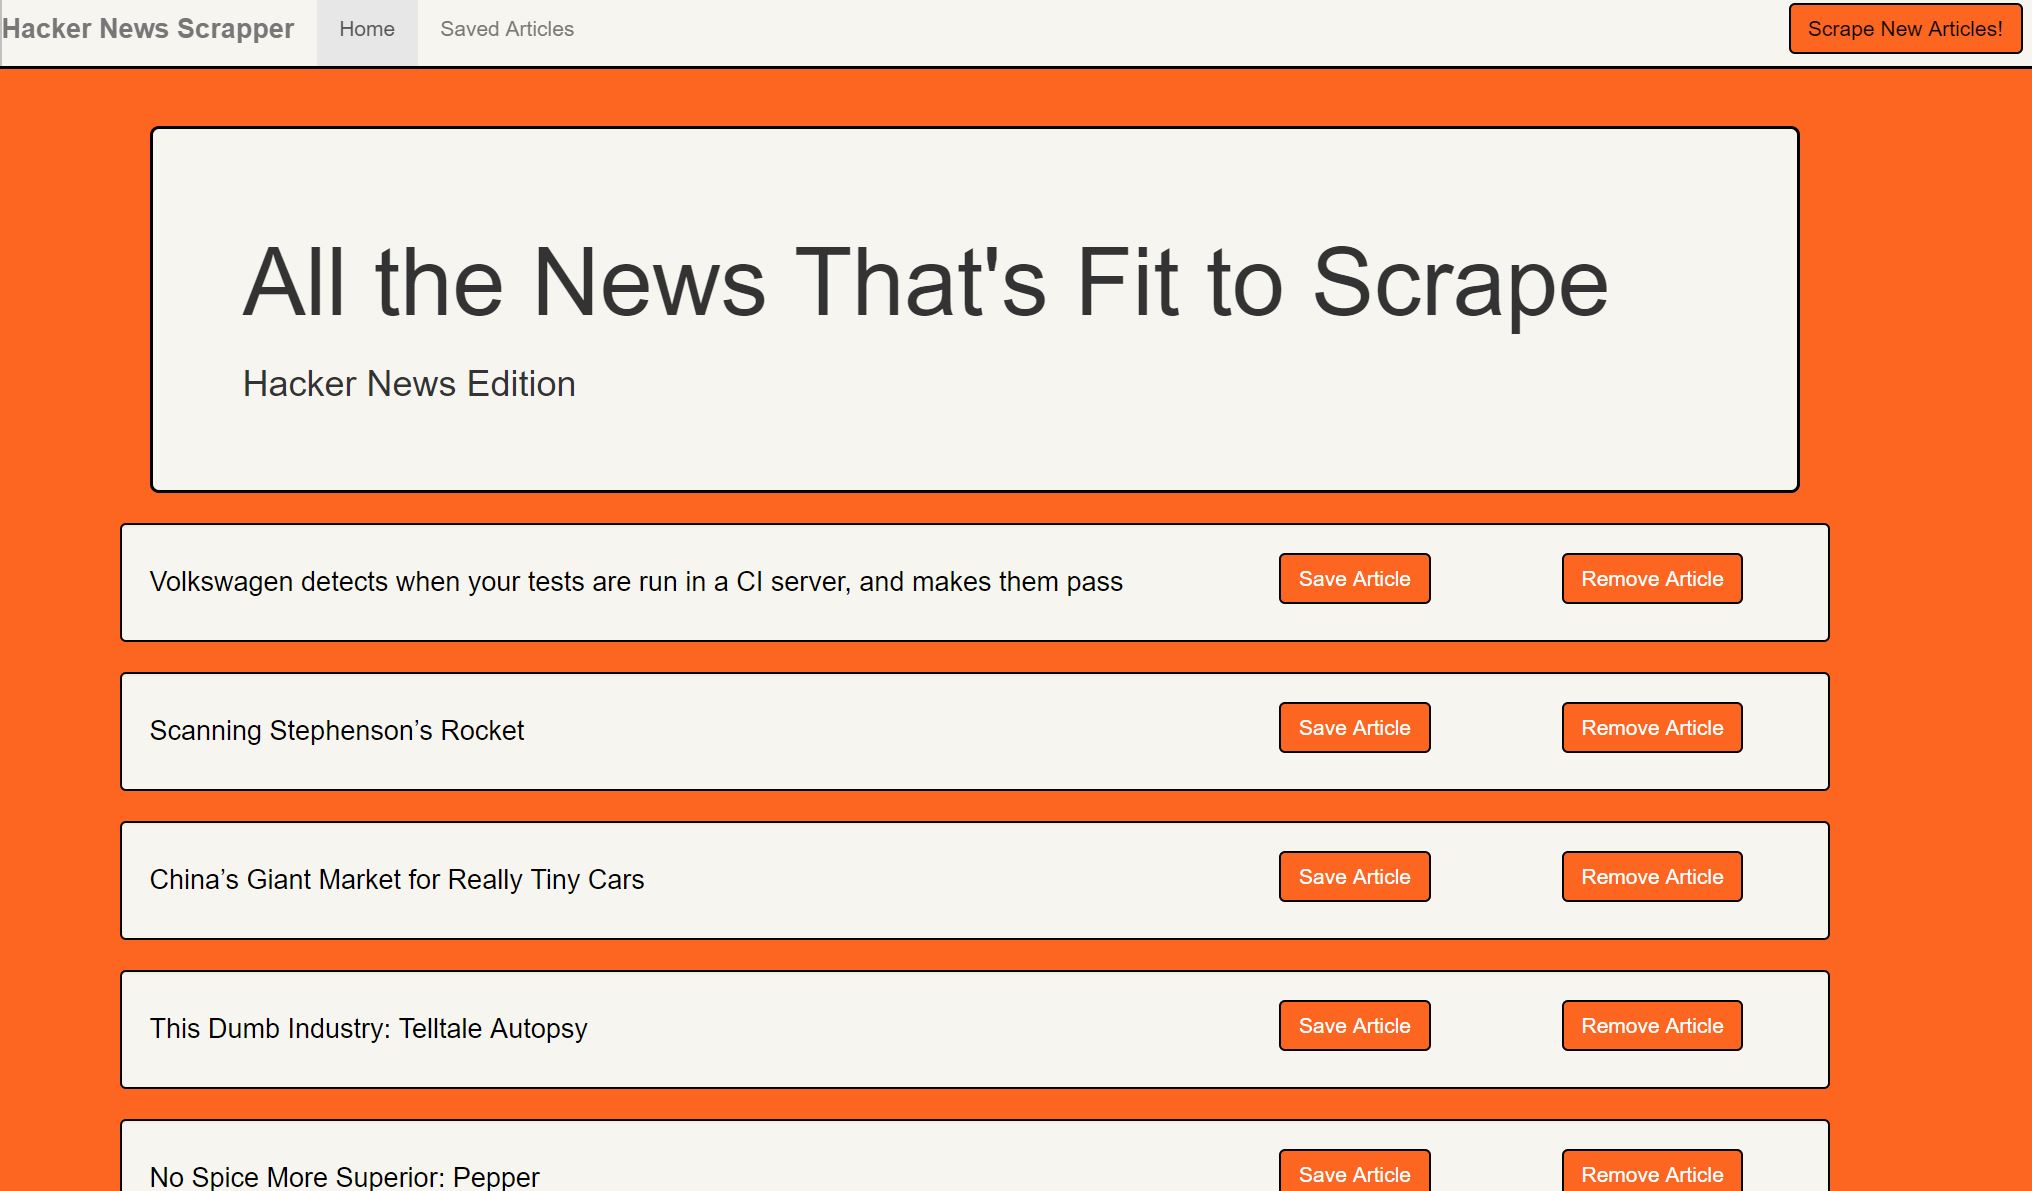 Hacker News Scrapper Home Saved Articles Scrape New Articles!
All the News That's Fit to Scrape
Hacker News Edition
Volkswagen detects when your tests are run in a CI server, and makes them pass Save Article Remove Article
Scanning Stephenson’s Rocket Save Article Remove Article
China’s Giant Market for Really Tiny Cars Save Article Remove Article
This Dumb Industry: Telltale Autopsy Save Article Remove Article
No Spice More Superior: Pepper Save Article Remove Article